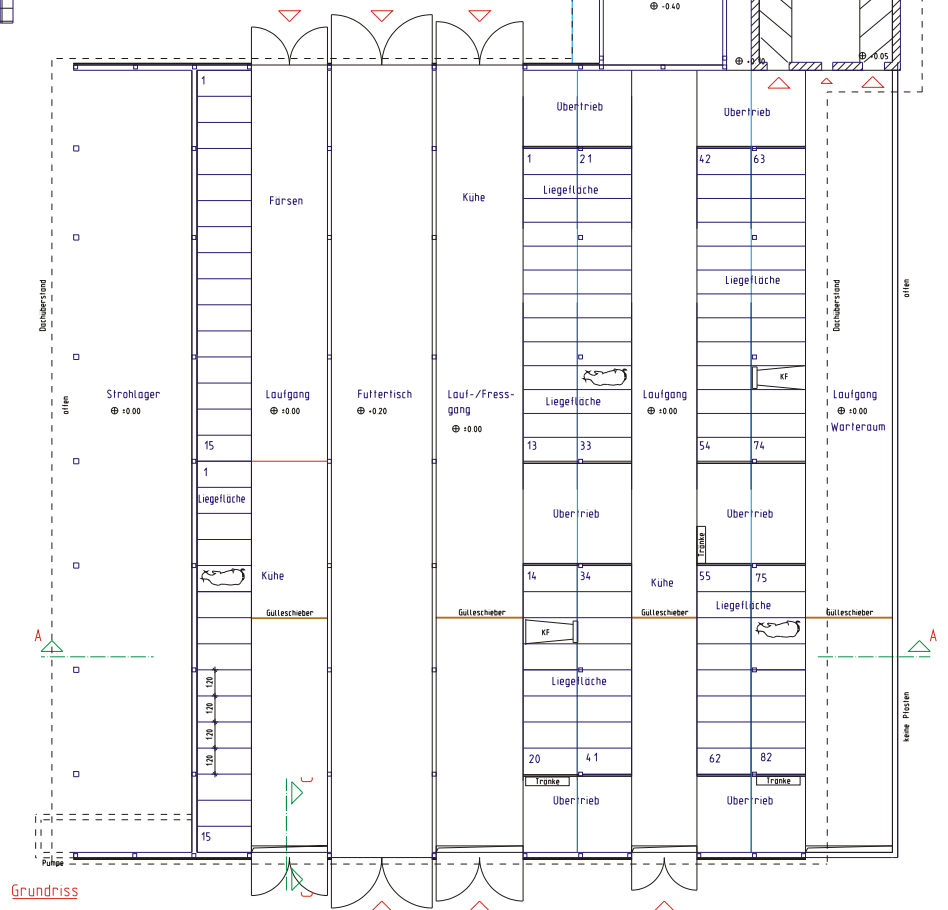 -0.40
+0.05
Übertrieb
Übertrieb
1
1
21
42
63
Liegefläche
Färsen
Kühe
Liegefläche
Dachüberstand
offen
Dachüberstand
offen
KF
Strohlager
±0.00
Laufgang
±0.00
Futtertisch
+0.20
Lauf-/Fress-
gang
±0.00
Liegefläche
Laufgang
±0.00
Laufgang
±0.00
Warteraum
15
13
33
54
74
1
Liegefläche
Übertrieb
Übertrieb
Tränke
Kühe
14
34
Kühe
55
75
Liegefläche
Gülleschieber
Gülleschieber
Gülleschieber
Gülleschieber
KF
A
A
120
120
120
120
Liegefläche
keine Pfosten
20
41
62
82
Tränke
Tränke
Übertrieb
Übertrieb
C
15
Pumpe
C
Grundriss